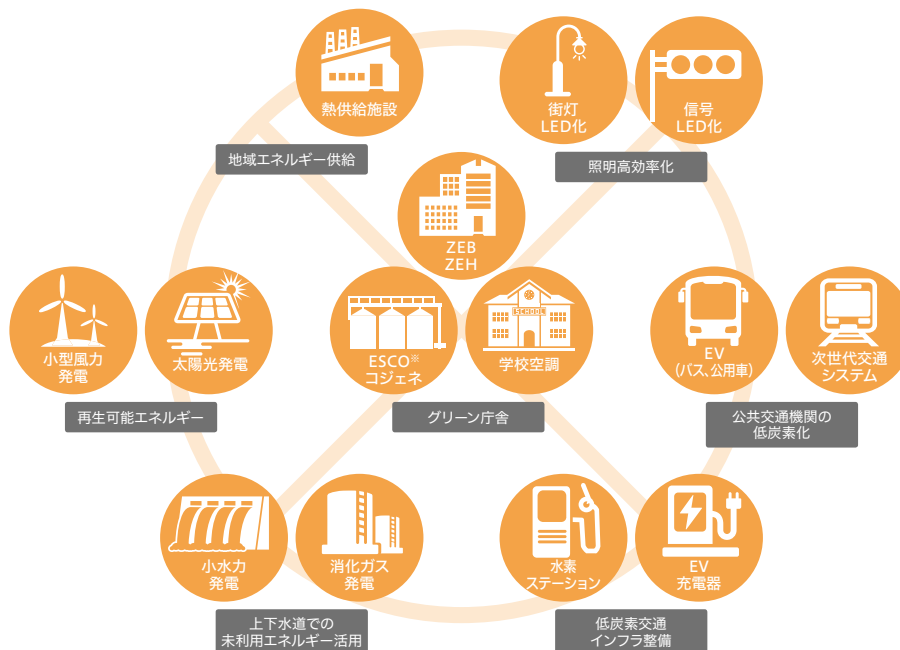 熱供給施設
地域エネルギー供給
街灯
LED化
信号
LED化
照明高効率化
ZEB
ZEH
ESCO※
コジェネ
SCHOOL
学校空調
グリーン庁舎
小型風力
発電
太陽光発電
再生可能エネルギー
EV
(バス、公用車)
次世代交通
システム
公共交通機関の
低炭素化
小水力
発電
消化ガス
発電
上下水道での
未利用エネルギー活用
水素
ステーション
EV
充電器
低炭素交通
インフラ整備